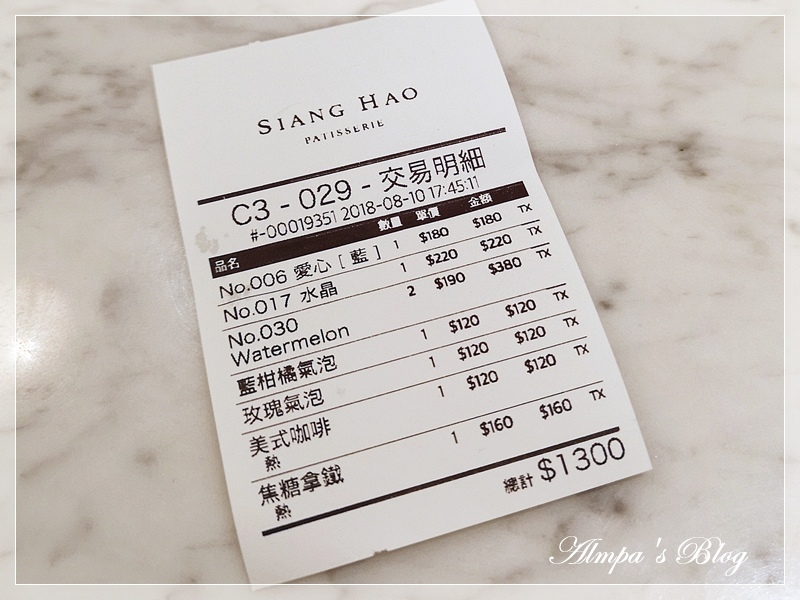 SIANG HAO
PATISSERIE
C3 - 029 - 交易明細
#-00019351 2018-08-10 17:45:11
品名 數量 單價 金額
No.006 愛心 [ 藍 ] 1 $180 $180 TX
No.017 水晶 1 $220 $220 TX
No.030 2 $190 $380 TX
Watermelon
藍柑橘氣泡 1 $120 $120 TX
玫瑰氣泡 1 $120 $120 TX
美式咖啡 1 $120 $120 TX
熱
焦糖拿鐵 1 $160 $160 TX
熱
總計 $1300
Almpa 's Blog